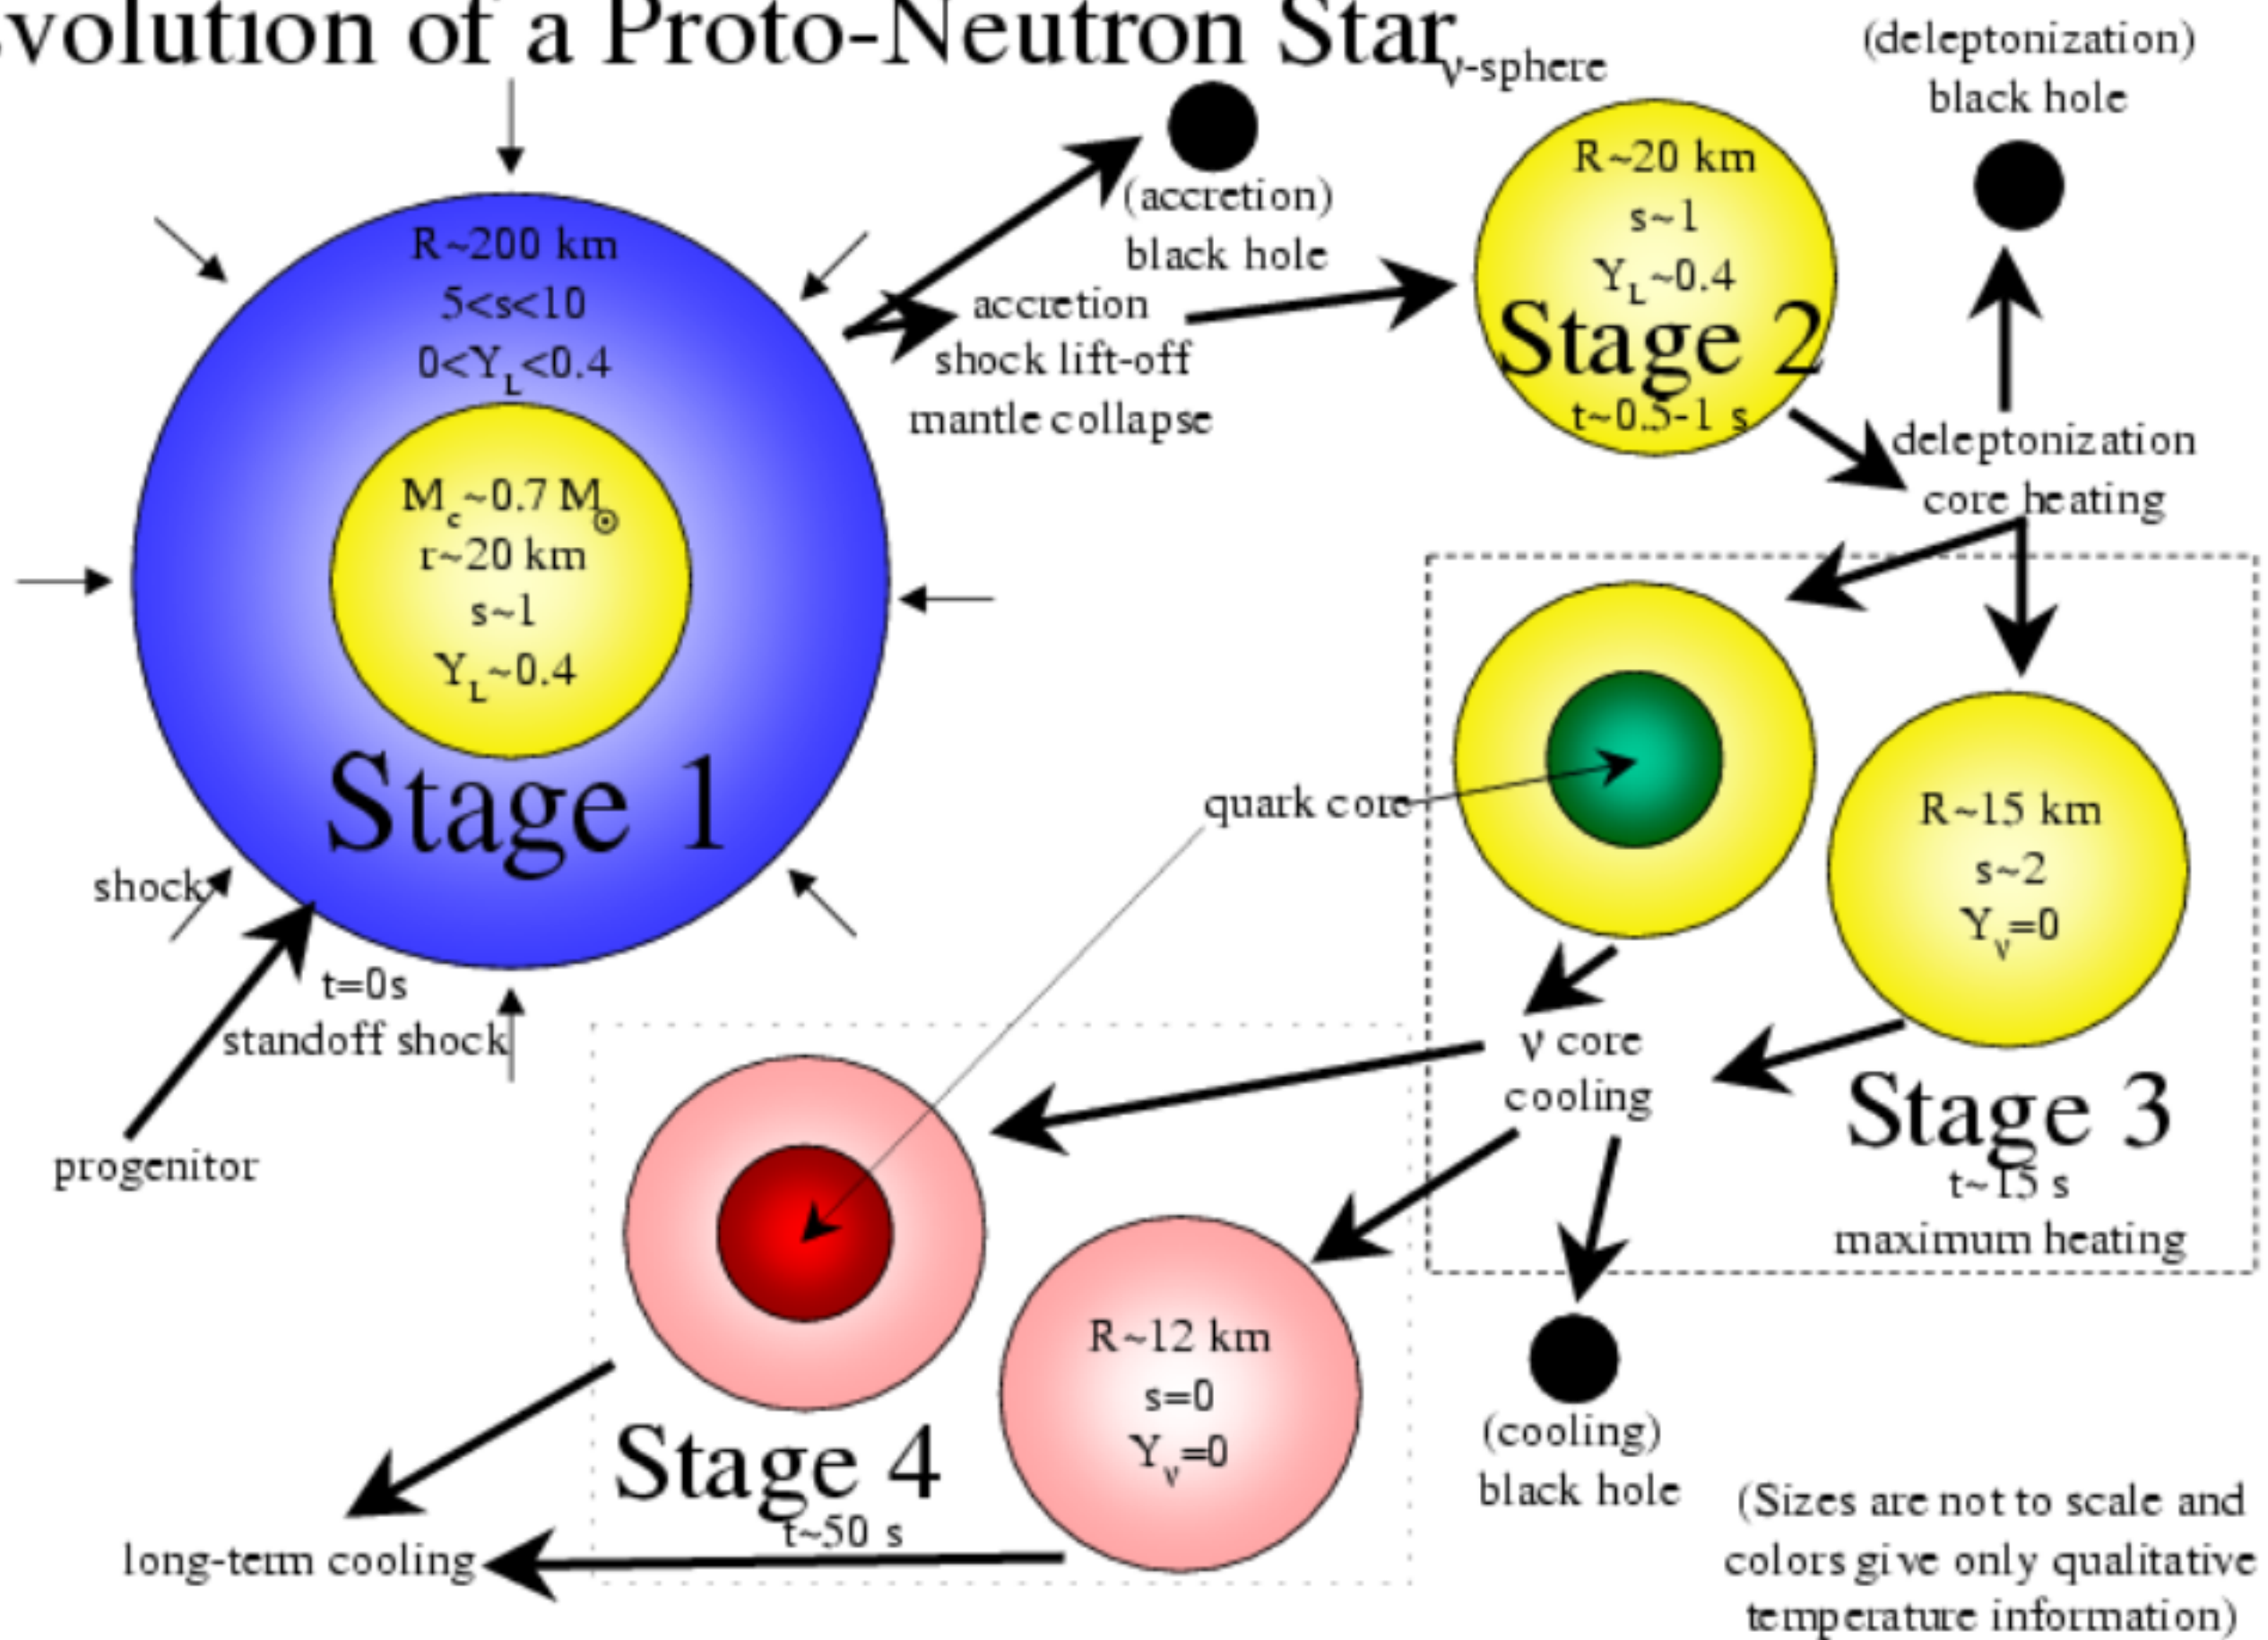 volution of a Proto-Neutron Star
ν-sphere
(deleptonization)
black hole
R~200 km
5<s<10
0<Y_L<0.4
M_c~0.7 M_⊙
r~20 km
s~1
Y_L~0.4
Stage 1
shock
t=0s
standoff shock
progenitor
(accretion)
black hole
accretion
shock lift-off
mantle collapse
R~20 km
s~1
Y_L~0.4
Stage 2
t~0.5-1 s
deleptonization
core heating
quark core
R~15 km
s~2
Y_ν=0
Stage 3
t~15 s
maximum heating
ν core
cooling
R~12 km
s=0
Y_ν=0
Stage 4
t~50 s
long-term cooling
(cooling)
black hole
(Sizes are not to scale and
colors give only qualitative
temperature information)